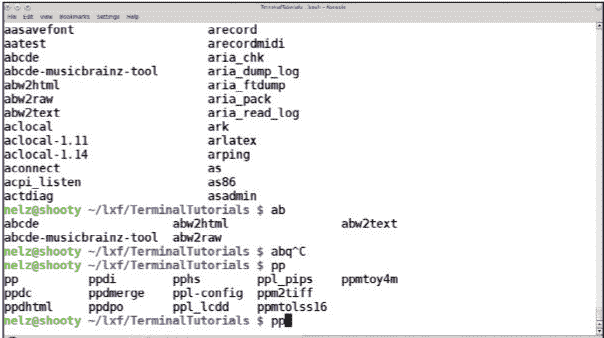 TerminalTutorials : bash – Konsole
File Edit View Bookmarks Settings Help
aasavefont arecord
aatest arecordmidi
abcde aria_chk
abcde-musicbrainz-tool aria_dump_log
abw2html aria_ftdump
abw2raw aria_pack
abw2text aria_read_log
aclocal ark
aclocal-1.11 arlatex
aclocal-1.14 arping
aconnect as
acpi_listen as86
actdiag asadmin
nelz@shooty ~/lxf/TerminalTutorials $ ab
abcde abw2html abw2text
abcde-musicbrainz-tool abw2raw
nelz@shooty ~/lxf/TerminalTutorials $ abq^C
nelz@shooty ~/lxf/TerminalTutorials $ pp
pp ppdi pphs ppl_pips ppmtoy4m
ppdc ppdmerge ppl-config ppm2tiff
ppdhtml ppdpo ppl_lcdd ppmtolss16
nelz@shooty ~/lxf/TerminalTutorials $ pp